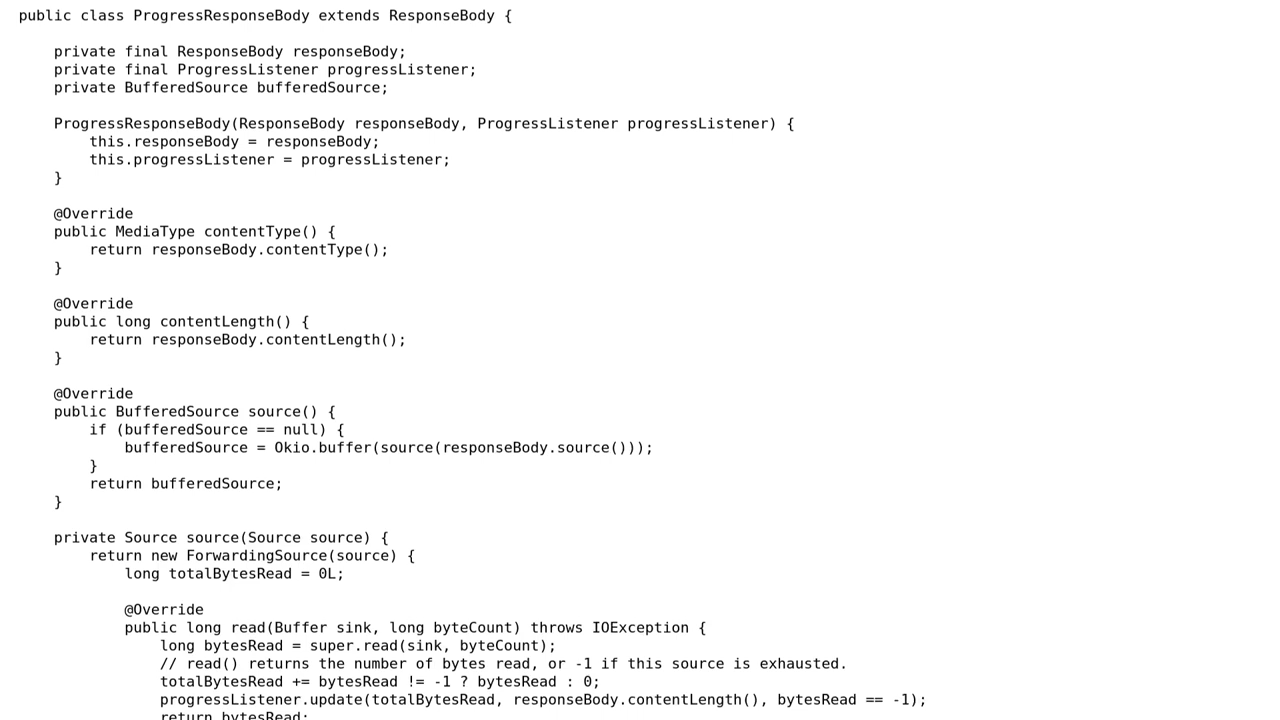 public class ProgressResponseBody extends ResponseBody {

    private final ResponseBody responseBody;
    private final ProgressListener progressListener;
    private BufferedSource bufferedSource;

    ProgressResponseBody(ResponseBody responseBody, ProgressListener progressListener) {
        this.responseBody = responseBody;
        this.progressListener = progressListener;
    }

    @Override
    public MediaType contentType() {
        return responseBody.contentType();
    }

    @Override
    public long contentLength() {
        return responseBody.contentLength();
    }

    @Override
    public BufferedSource source() {
        if (bufferedSource == null) {
            bufferedSource = Okio.buffer(source(responseBody.source()));
        }
        return bufferedSource;
    }

    private Source source(Source source) {
        return new ForwardingSource(source) {
            long totalBytesRead = 0L;

            @Override
            public long read(Buffer sink, long byteCount) throws IOException {
                long bytesRead = super.read(sink, byteCount);
                // read() returns the number of bytes read, or -1 if this source is exhausted.
                totalBytesRead += bytesRead != -1 ? bytesRead : 0;
                progressListener.update(totalBytesRead, responseBody.contentLength(), bytesRead == -1);
                return bytesRead;